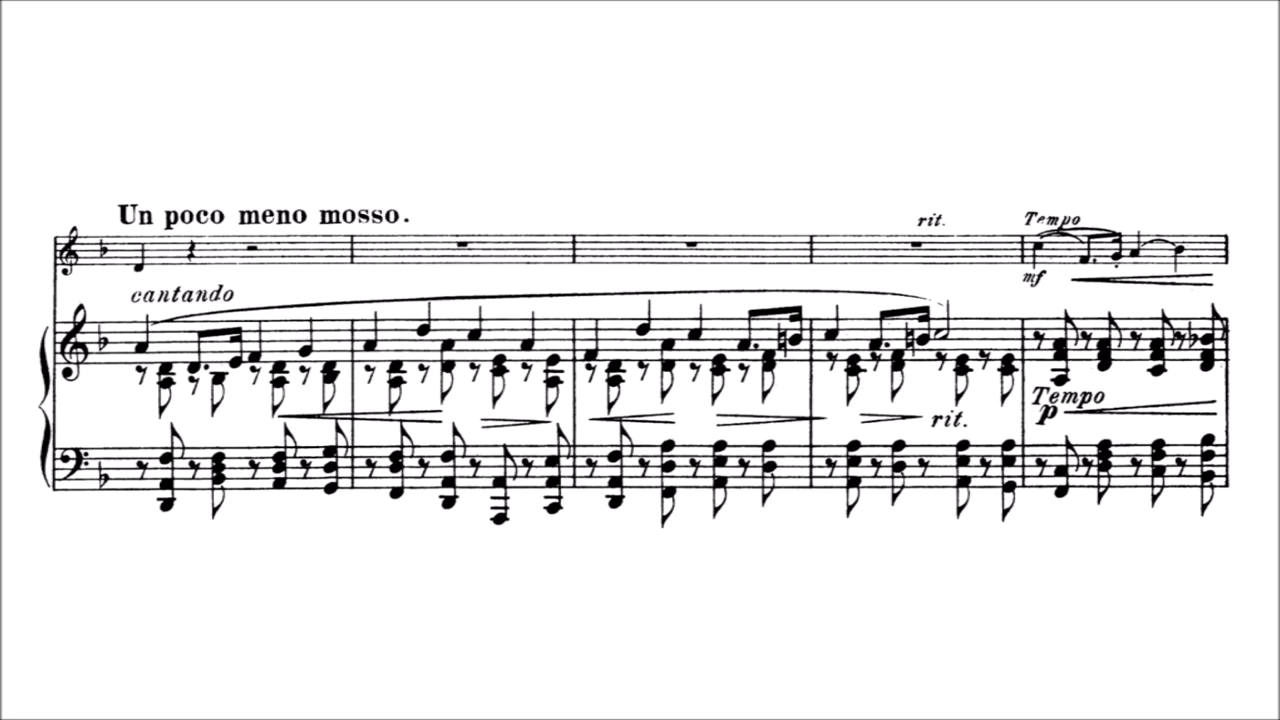 Un poco meno mosso.
rit.
Tempo
mf
cantando
Tempo
p
rit.